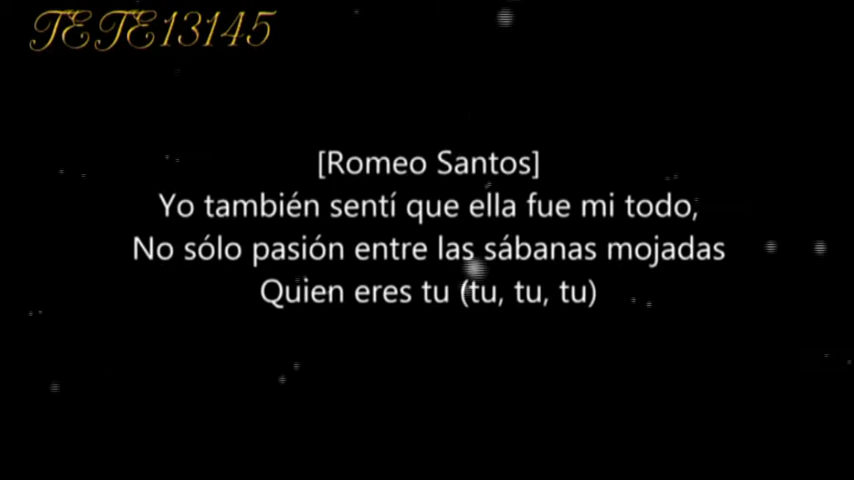 TETE13145
[Romeo Santos]
Yo también sentí que ella fue mi todo,
No sólo pasión entre las sábanas mojadas
Quien eres tu (tu, tu, tu)